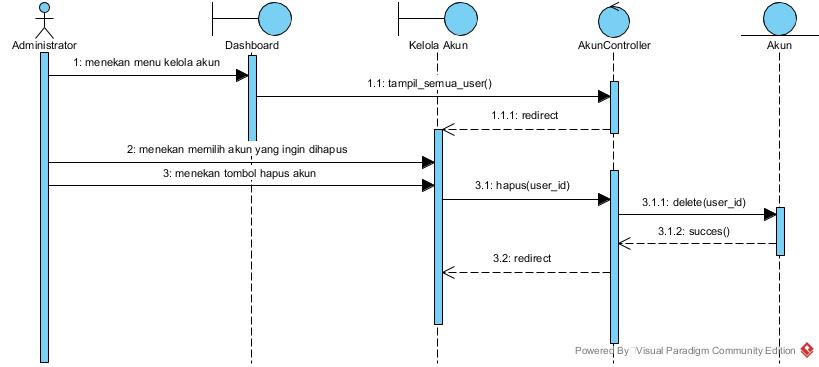 Administrator
Dashboard
Kelola Akun
AkunController
Akun
1: menekan menu kelola akun
1.1: tampil_semua_user()
1.1.1: redirect
2: menekan memilih akun yang ingin dihapus
3: menekan tombol hapus akun
3.1: hapus(user_id)
3.1.1: delete(user_id)
3.1.2: succes()
3.2: redirect
Powered By Visual Paradigm Community Edition